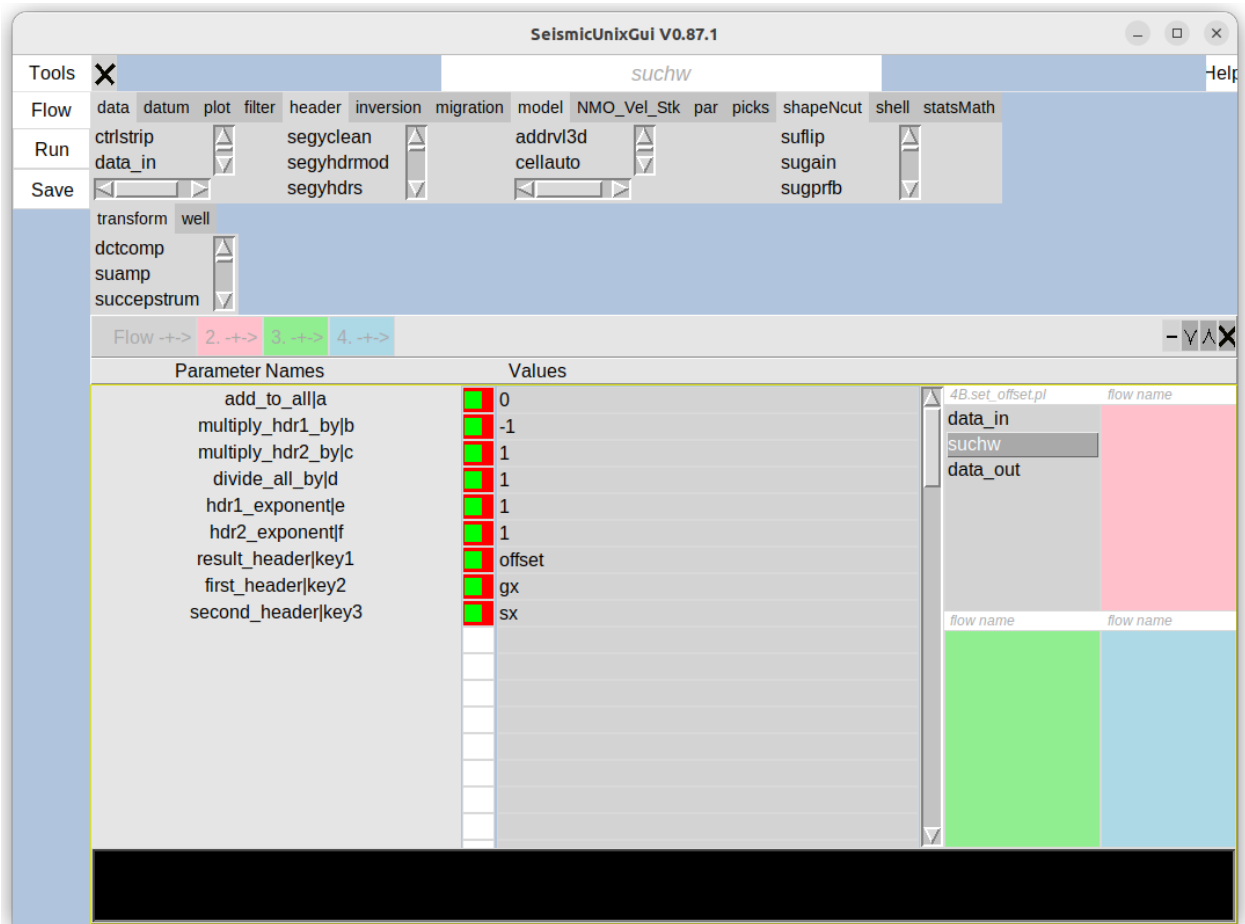 SeismicUnixGui V0.87.1
Tools suchw Help
Flow data datum plot filter header inversion migration model NMO_Vel_Stk par picks shapeNcut shell statsMath
ctrlstrip segyclean addrvl3d suflip
Run
data_in segyhdrmod cellauto sugain
Save segyhdrs sugprfb
transform well
dctcomp
suamp
succepstrum
Flow -+-> 2. -+-> 3. -+-> 4. -+->
Parameter Names Values
add_to_all|a 0 4B.set_offset.pl flow name
multiply_hdr1_by|b -1 data_in
multiply_hdr2_by|c 1 suchw
divide_all_by|d 1 data_out
hdr1_exponent|e 1
hdr2_exponent|f 1
result_header|key1 offset
first_header|key2 gx
second_header|key3 sx
flow name flow name